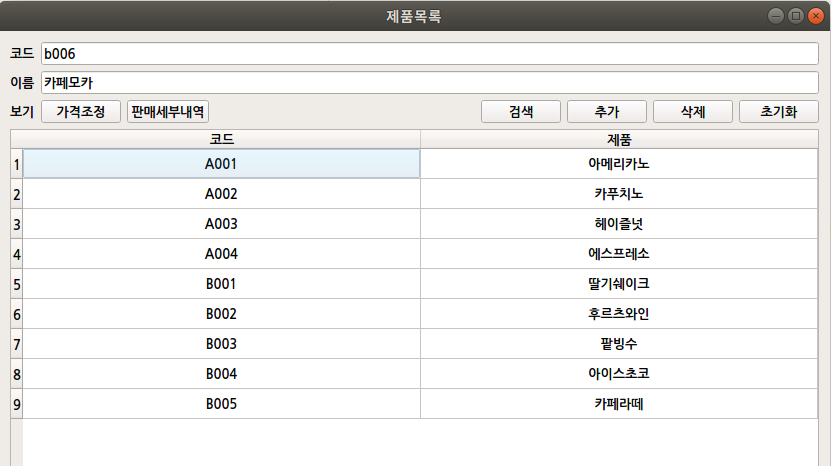 제품목록
코드 b006
이름 카페모카
보기 가격조정 판매세부내역 검색 추가 삭제 초기화
코드 제품
1 A001 아메리카노
2 A002 카푸치노
3 A003 헤이즐넛
4 A004 에스프레소
5 B001 딸기쉐이크
6 B002 후르츠와인
7 B003 팥빙수
8 B004 아이스초코
9 B005 카페라떼